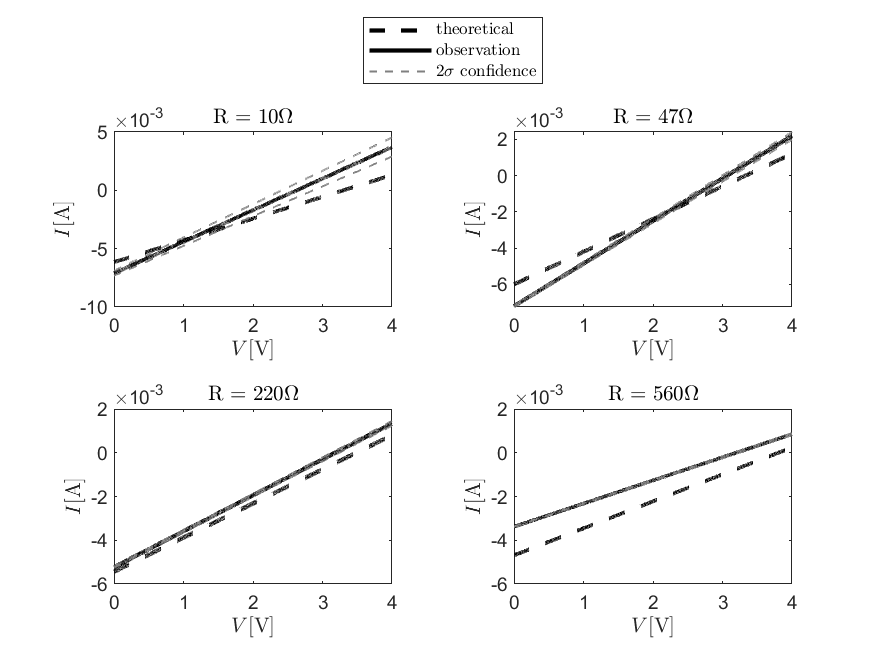 theoretical
observation
2σ confidence
×10-3
R = 10Ω
5
0
-5
-10
I[A]
0 1 2 3 4
V[V]
×10-3
R = 47Ω
2
0
-2
-4
-6
I[A]
0 1 2 3 4
V[V]
×10-3
R = 220Ω
2
0
-2
-4
-6
I[A]
0 1 2 3 4
V[V]
×10-3
R = 560Ω
2
0
-2
-4
-6
I[A]
0 1 2 3 4
V[V]